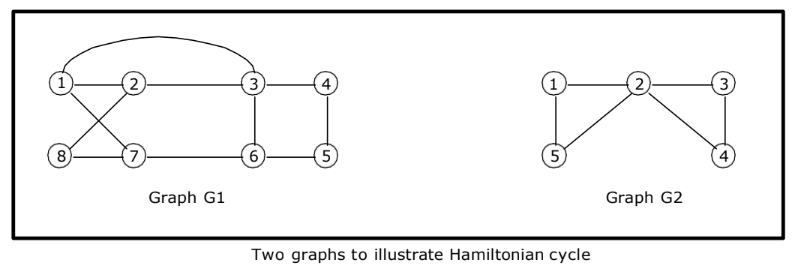 1 2 3 4
8 7 6 5
Graph G1
1 2 3
5 4
Graph G2
Two graphs to illustrate Hamiltonian cycle